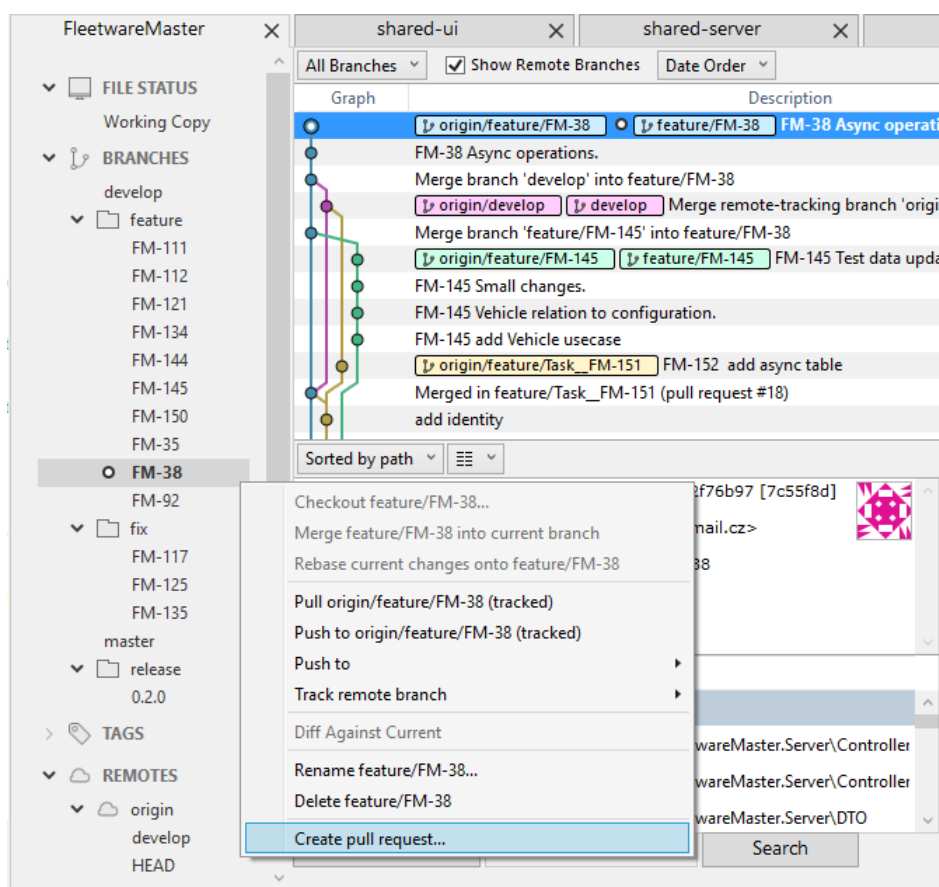 FleetwareMaster
shared-ui
shared-server
All Branches
Show Remote Branches
Date Order
FILE STATUS
Working Copy
BRANCHES
develop
feature
FM-111
FM-112
FM-121
FM-134
FM-144
FM-145
FM-150
FM-35
FM-38
FM-92
fix
FM-117
FM-125
FM-135
master
release
0.2.0
TAGS
REMOTES
origin
develop
HEAD
Graph Description
origin/feature/FM-38 feature/FM-38 FM-38 Async operati
FM-38 Async operations.
Merge branch 'develop' into feature/FM-38
origin/develop develop Merge remote-tracking branch 'origi
Merge branch 'feature/FM-145' into feature/FM-38
origin/feature/FM-145 feature/FM-145 FM-145 Test data upda
FM-145 Small changes.
FM-145 Vehicle relation to configuration.
FM-145 add Vehicle usecase
origin/feature/Task__FM-151 FM-152 add async table
Merged in feature/Task__FM-151 (pull request #18)
add identity
Sorted by path
2f76b97 [7c55f8d]
mail.cz>
38
Checkout feature/FM-38...
Merge feature/FM-38 into current branch
Rebase current changes onto feature/FM-38
Pull origin/feature/FM-38 (tracked)
Push to origin/feature/FM-38 (tracked)
Push to
Track remote branch
Diff Against Current
Rename feature/FM-38...
Delete feature/FM-38
Create pull request...
wareMaster.Server\Controller
wareMaster.Server\Controller
wareMaster.Server\DTO
Search